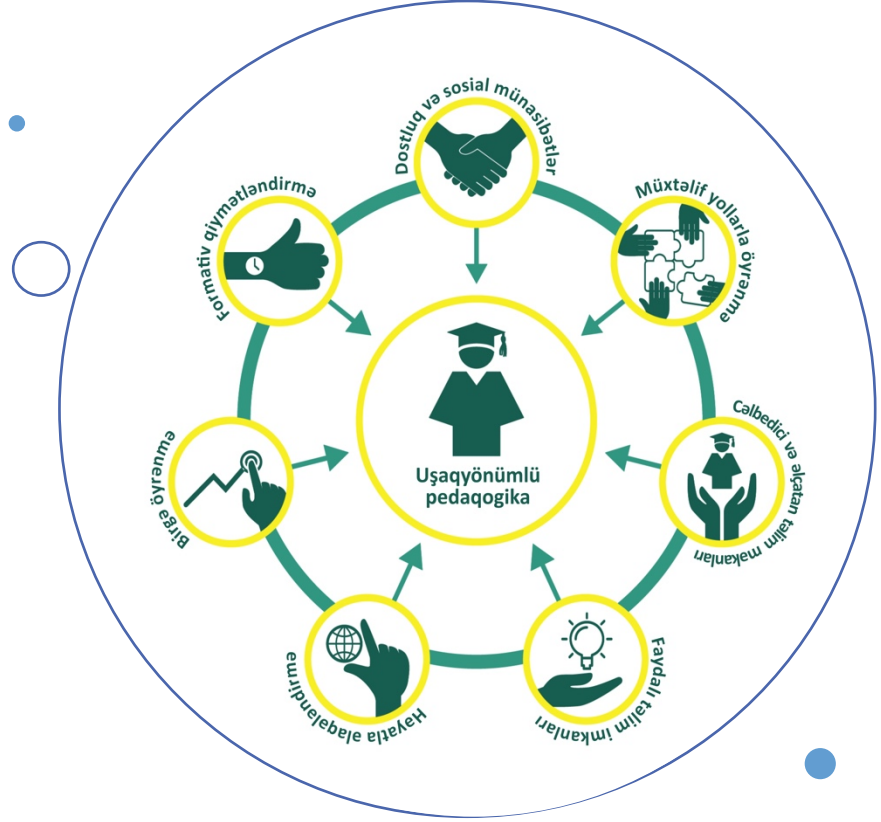 Dostluq və sosial münasibətlər
Müxtəlif yollarla öyrənmə
Cəlbedici və əlçatan təlim məkanları
Faydalı təlim imkanları
Həyatla əlaqələndirmə
Birgə öyrənmə
Formativ qiymətləndirmə
Uşaqyönümlü
pedaqogika